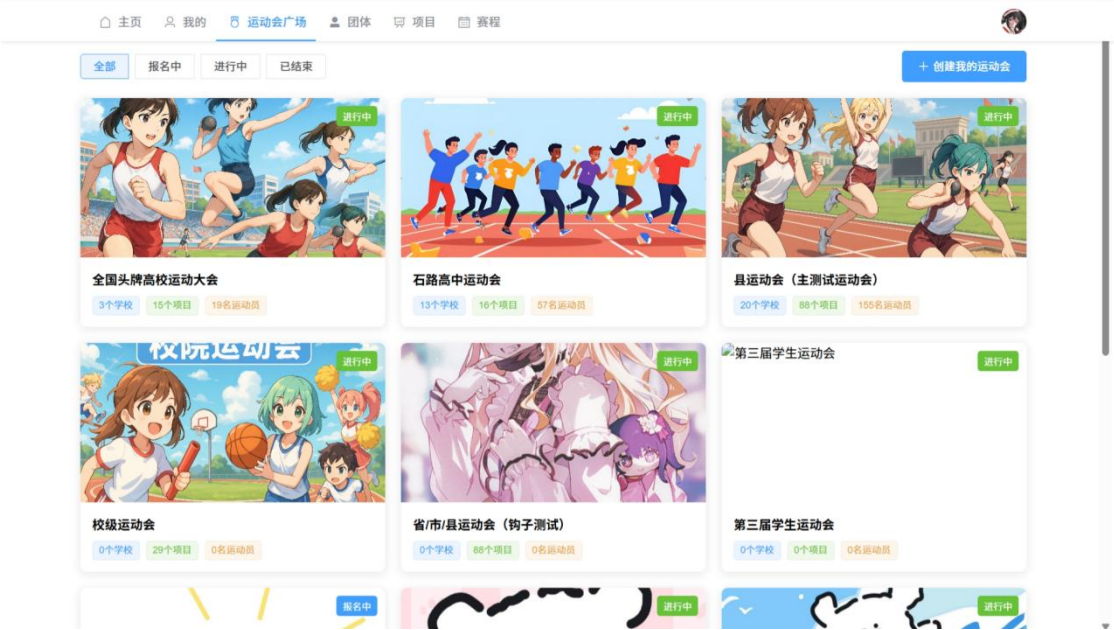 主页 我的 运动会广场 团体 项目 赛程
全部 报名中 进行中 已结束 + 创建我的运动会
进行中 进行中 进行中
全国头牌高校运动大会 石路高中运动会 县运动会（主测试运动会）
3个学校 15个项目 19名运动员 13个学校 16个项目 57名运动员 20个学校 88个项目 155名运动员
校院运动会 进行中 进行中 第三届学生运动会 进行中
校级运动会 省/市/县运动会（钩子测试） 第三届学生运动会
0个学校 29个项目 0名运动员 0个学校 88个项目 0名运动员 0个学校 0个项目 0名运动员
报名中 进行中 进行中